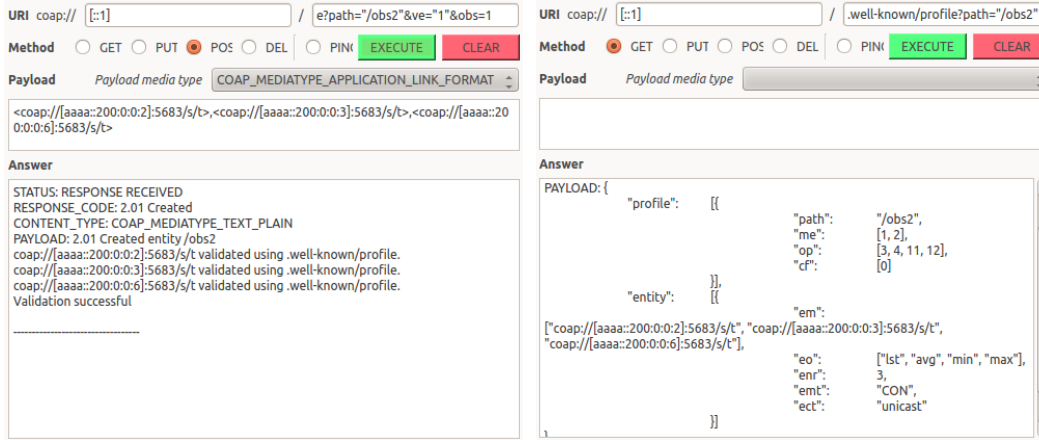 URI coap:// [::1] / e?path="/obs2"&ve="1"&obs=1
Method GET PUT POS DEL PIN( EXECUTE CLEAR
Payload Payload media type COAP_MEDIATYPE_APPLICATION_LINK_FORMAT
<coap://[aaaa::200:0:0:2]:5683/s/t>,<coap://[aaaa::200:0:0:3]:5683/s/t>,<coap://[aaaa::20
0:0:0:6]:5683/s/t>
Answer
STATUS: RESPONSE RECEIVED
RESPONSE_CODE: 2.01 Created
CONTENT_TYPE: COAP_MEDIATYPE_TEXT_PLAIN
PAYLOAD: 2.01 Created entity /obs2
coap://[aaaa::200:0:0:2]:5683/s/t validated using .well-known/profile.
coap://[aaaa::200:0:0:3]:5683/s/t validated using .well-known/profile.
coap://[aaaa::200:0:0:6]:5683/s/t validated using .well-known/profile.
Validation successful
----------------------------------
URI coap:// [::1] / .well-known/profile?path="/obs2"
Method GET PUT POS DEL PIN( EXECUTE CLEAR
Payload Payload media type
Answer
PAYLOAD: {
"profile": [{
"path": "/obs2",
"me": [1, 2],
"op": [3, 4, 11, 12],
"cf": [0]
}],
"entity": [{
"em":
["coap://[aaaa::200:0:0:2]:5683/s/t", "coap://[aaaa::200:0:0:3]:5683/s/t",
"coap://[aaaa::200:0:0:6]:5683/s/t"],
"eo": ["lst", "avg", "min", "max"],
"enr": 3,
"emt": "CON",
"ect": "unicast"
}]
}